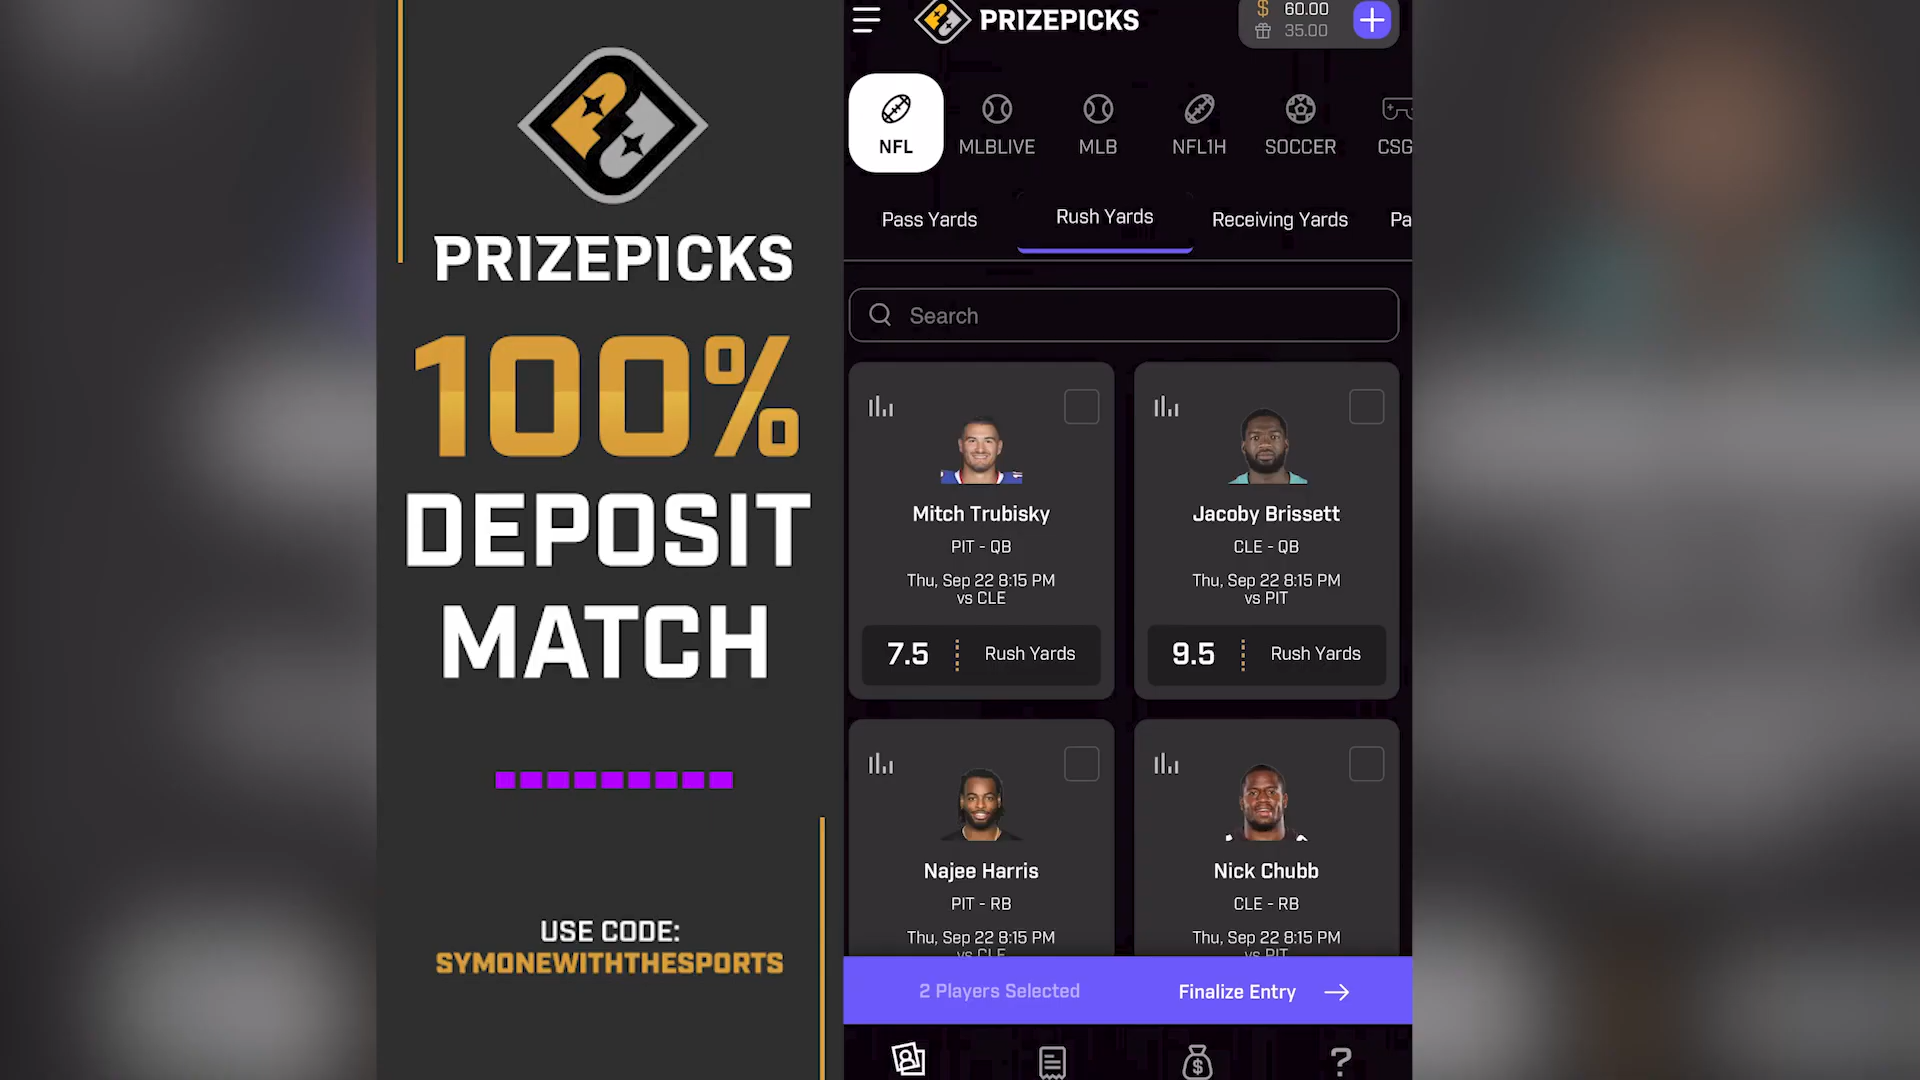 PRIZEPICKS
100%
DEPOSIT
MATCH
USE CODE:
SYMONEWITHTHESPORTS
PRIZEPICKS
$ 60.00
35.00
NFL
MLBLIVE
MLB
NFL1H
SOCCER
CSG
Pass Yards
Rush Yards
Receiving Yards
Pa
Search
Mitch Trubisky
PIT - QB
Thu, Sep 22 8:15 PM
vs CLE
7.5
Rush Yards
Jacoby Brissett
CLE - QB
Thu, Sep 22 8:15 PM
vs PIT
9.5
Rush Yards
Najee Harris
PIT - RB
Thu, Sep 22 8:15 PM
vs CLE
Nick Chubb
CLE - RB
Thu, Sep 22 8:15 PM
vs PIT
2 Players Selected
Finalize Entry